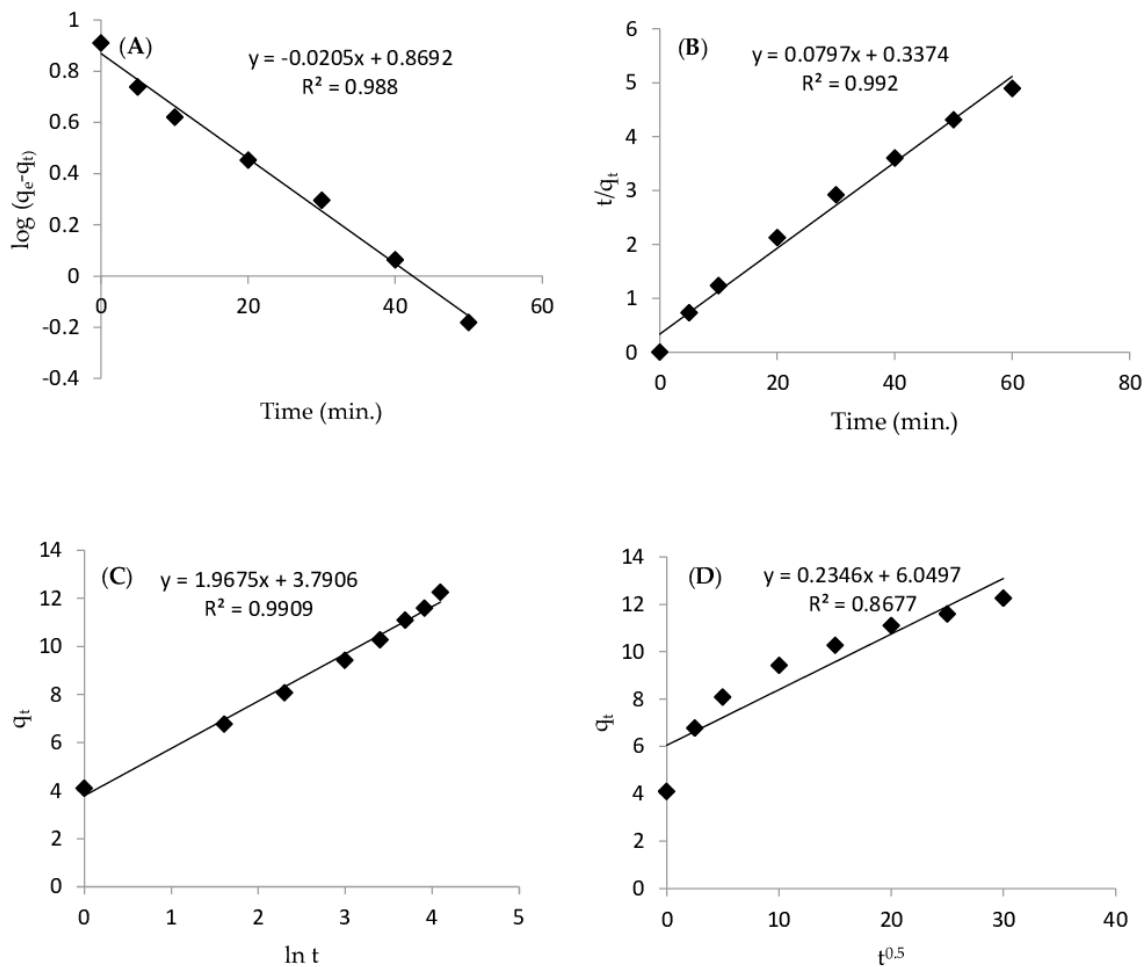 (A)
y = -0.0205x + 0.8692
R² = 0.988
1
0.8
0.6
0.4
0.2
0
-0.2
-0.4
0 20 40 60
log (qₑ-qₜ)
Time (min.)
(B)
y = 0.0797x + 0.3374
R² = 0.992
6
5
4
3
2
1
0
0 20 40 60 80
t/qₜ
Time (min.)
(C)
y = 1.9675x + 3.7906
R² = 0.9909
14
12
10
8
6
4
2
0
0 1 2 3 4 5
qₜ
ln t
(D)
y = 0.2346x + 6.0497
R² = 0.8677
14
12
10
8
6
4
2
0
0 10 20 30 40
qₜ
t⁰·⁵